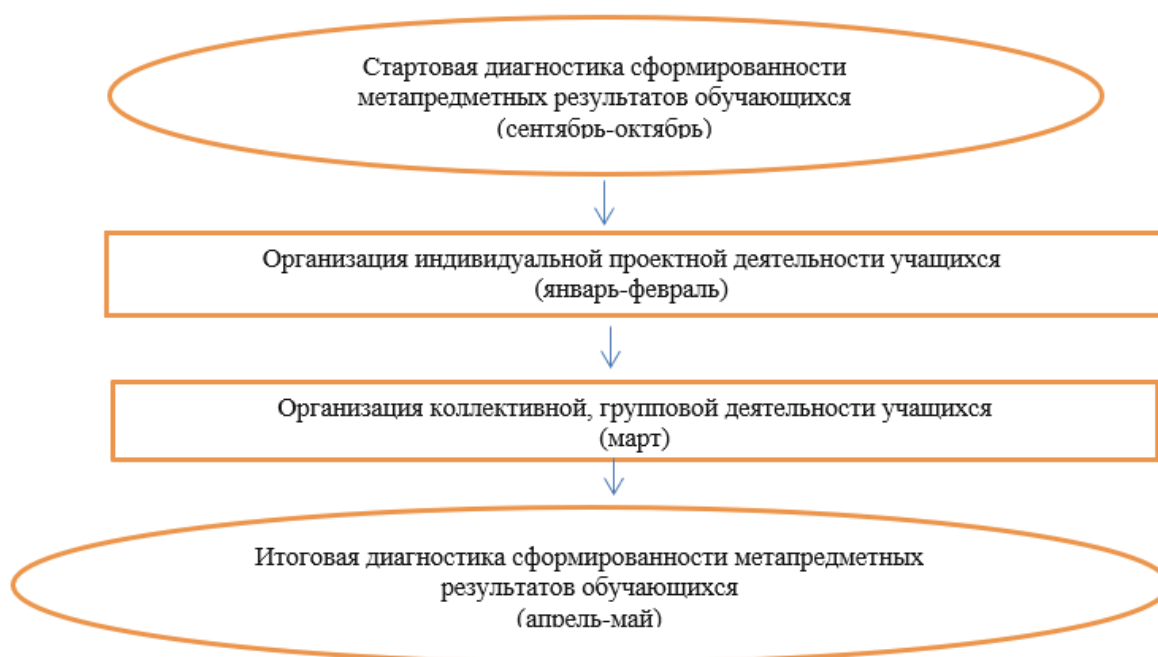 Стартовая диагностика сформированности
метапредметных результатов обучающихся
(сентябрь-октябрь)
Организация индивидуальной проектной деятельности учащихся
(январь-февраль)
Организация коллективной, групповой деятельности учащихся
(март)
Итоговая диагностика сформированности метапредметных
результатов обучающихся
(апрель-май)